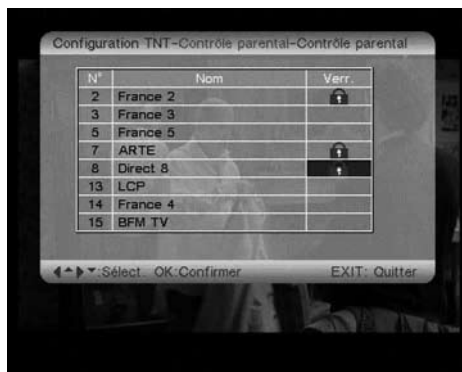 Configuration TNT-Contrôle parental-Contrôle parental
N° Nom Verr.
2 France 2
3 France 3
5 France 5
7 ARTE
8 Direct 8
13 LCP
14 France 4
15 BFM TV
:Sélect. OK:Confirmer EXIT: Quitter